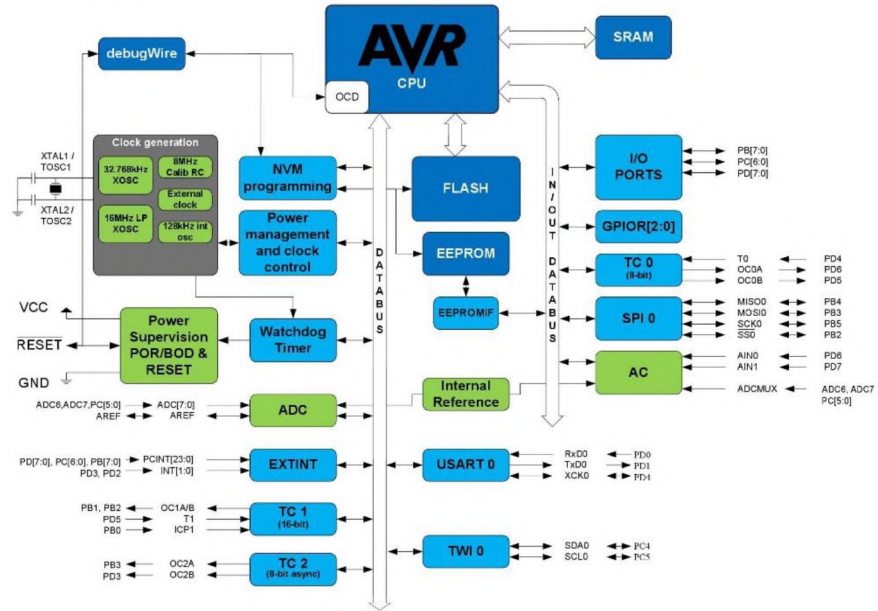 AVR
CPU
OCD
SRAM
debugWire
Clock generation
XTAL1 /
TOSC1
32.768kHz
XOSC
8MHz
Calib RC
External
clock
XTAL2 /
TOSC2
16MHz LP
XOSC
128kHz int
osc
NVM
programming
FLASH
Power
management
and clock
control
EEPROM
EEPROMIF
DATABUS
IN/OUT DATABUS
I/O
PORTS
PB[7:0]
PC[6:0]
PD[7:0]
GPIOR[2:0]
TC 0
(8-bit)
T0 PD4
OC0A PD6
OC0B PD5
SPI 0
MISO0 PB4
MOSI0 PB3
SCK0 PB5
SS0 PB2
AC
AIN0 PD6
AIN1 PD7
ADCMUX ADC6, ADC7
PC[5:0]
VCC
RESET
GND
Power
Supervision
POR/BOD &
RESET
Watchdog
Timer
Internal
Reference
ADC6,ADC7,PC[5:0] ADC[7:0]
AREF AREF
ADC
PD[7:0], PC[6:0], PB[7:0] PCINT[23:0]
PD3, PD2 INT[1:0]
EXTINT
USART 0
RxD0 PD0
TxD0 PD1
XCK0 PD4
PB1, PB2 OC1A/B
PD5 T1
PB0 ICP1
TC 1
(16-bit)
PB3 OC2A
PD3 OC2B
TC 2
(8-bit async)
TWI 0
SDA0 PC4
SCL0 PC5